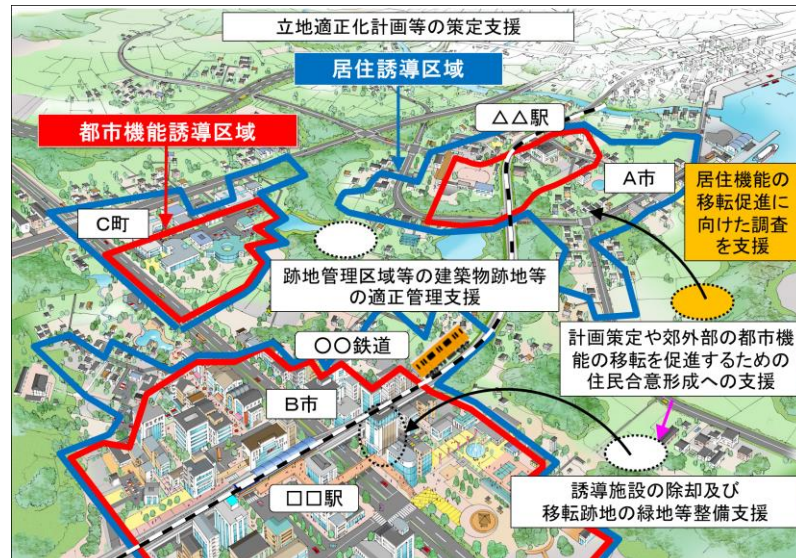 立地適正化計画等の策定支援
居住誘導区域
△△駅
都市機能誘導区域
A市
居住機能の
移転促進に
向けた調査
を支援
C町
跡地管理区域等の建築物跡地等
の適正管理支援
〇〇鉄道
計画策定や郊外部の都市機
能の移転を促進するための
住民合意形成への支援
B市
□□駅
誘導施設の除却及び
移転跡地の緑地等整備支援